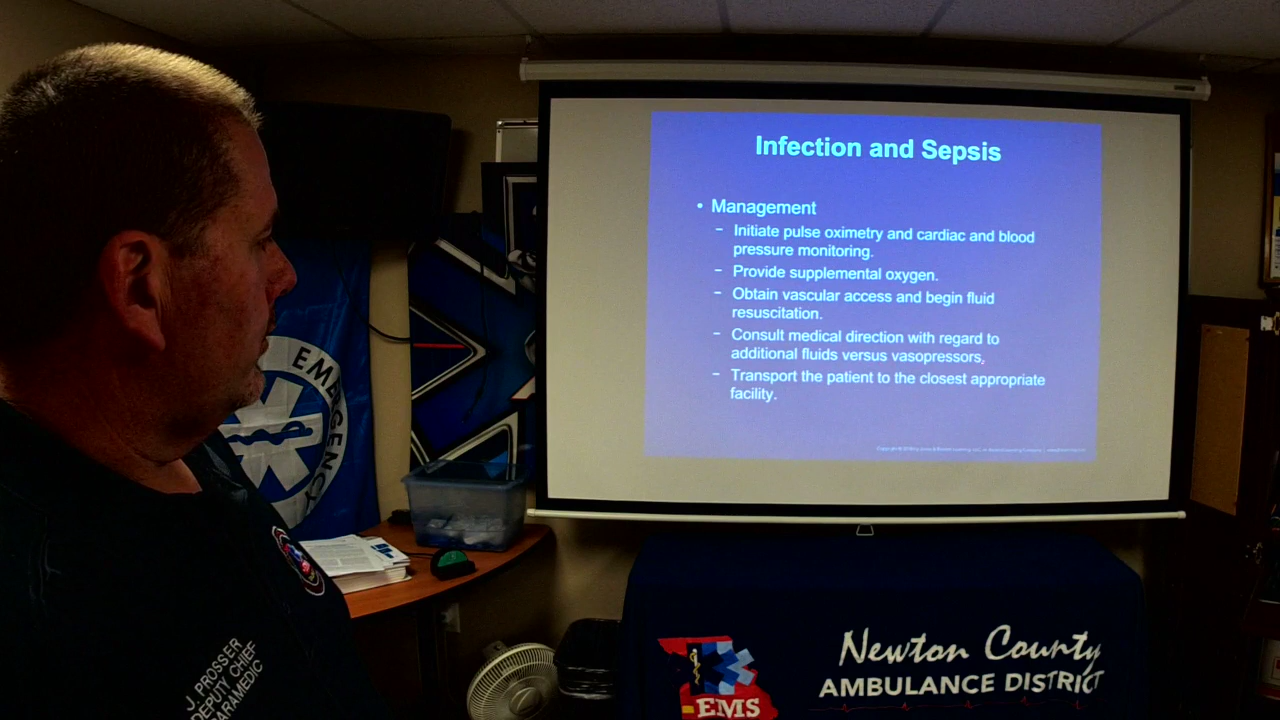 Infection and Sepsis
• Management
– Initiate pulse oximetry and cardiac and blood
pressure monitoring.
– Provide supplemental oxygen.
– Obtain vascular access and begin fluid
resuscitation.
– Consult medical direction with regard to
additional fluids versus vasopressors.
– Transport the patient to the closest appropriate
facility.
EMERGENCY
J. PROSSER
DEPUTY CHIEF
PARAMEDIC
EMS
Newton County
AMBULANCE DISTRICT